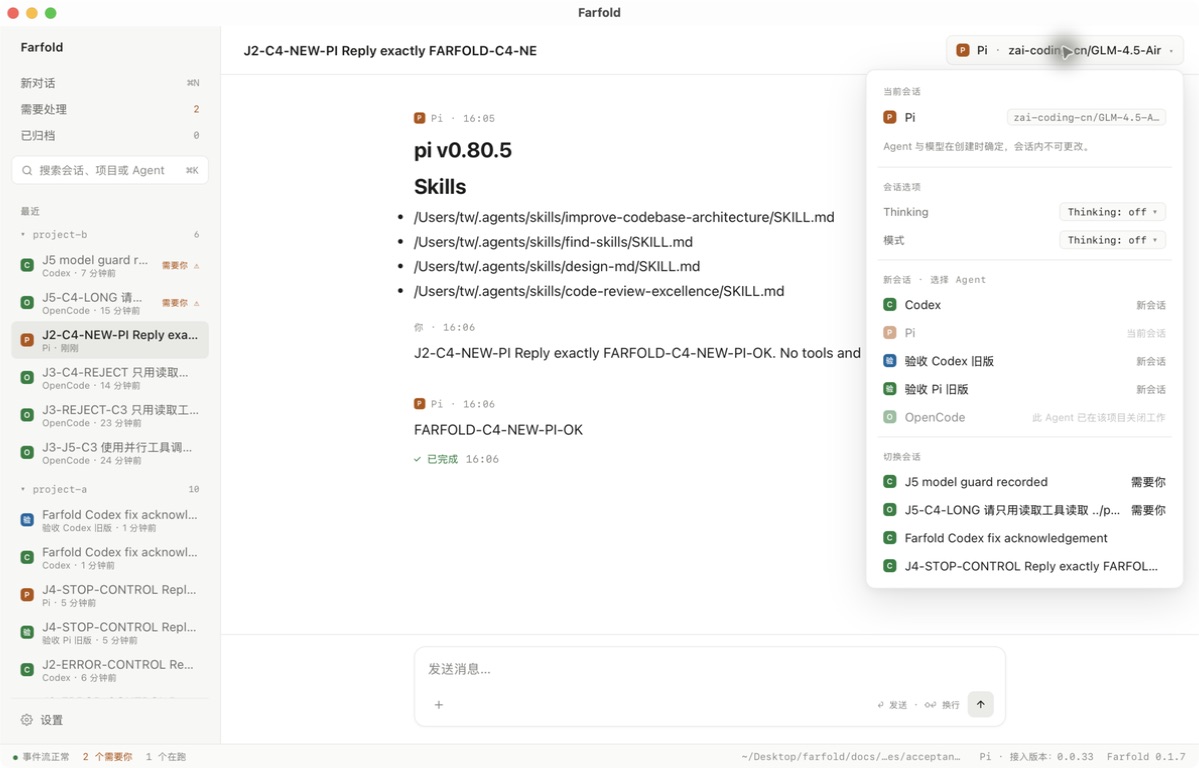 Farfold
Farfold
新对话 ⌘N
需要处理 2
已归档 0
搜索会话、项目或 Agent ⌘K
最近
project-b 6
C J5 model guard r... 需要你 ⚠
Codex · 7 分钟前
O J5-C4-LONG 请... 需要你 ⚠
OpenCode · 15 分钟前
P J2-C4-NEW-PI Reply exa...
Pi · 刚刚
O J3-C4-REJECT 只用读取...
OpenCode · 14 分钟前
O J3-REJECT-C3 只用读取工...
OpenCode · 23 分钟前
O J3-J5-C3 使用并行工具调...
OpenCode · 24 分钟前
project-a 10
验 Farfold Codex fix acknowl...
验收 Codex 旧版 · 1 分钟前
C Farfold Codex fix acknowl...
Codex · 1 分钟前
P J4-STOP-CONTROL Repl...
Pi · 5 分钟前
验 J4-STOP-CONTROL Repl...
验收 Pi 旧版 · 5 分钟前
C J2-ERROR-CONTROL Re...
Codex · 6 分钟前
设置
J2-C4-NEW-PI Reply exactly FARFOLD-C4-NE
P Pi · 16:05
pi v0.80.5
Skills
• /Users/tw/.agents/skills/improve-codebase-architecture/SKILL.md
• /Users/tw/.agents/skills/find-skills/SKILL.md
• /Users/tw/.agents/skills/design-md/SKILL.md
• /Users/tw/.agents/skills/code-review-excellence/SKILL.md
你 · 16:06
J2-C4-NEW-PI Reply exactly FARFOLD-C4-NEW-PI-OK. No tools and
P Pi · 16:06
FARFOLD-C4-NEW-PI-OK
✓ 已完成 16:06
发送消息...
+ ↵ 发送 · ⇧↵ 换行 ↑
P Pi · zai-coding-cn/GLM-4.5-Air
当前会话
P Pi zai-coding-cn/GLM-4.5-A…
Agent 与模型在创建时确定，会话内不可更改。
会话选项
Thinking Thinking: off
模式 Thinking: off
新会话 · 选择 Agent
C Codex 新会话
P Pi 当前会话
验 验收 Codex 旧版 新会话
验 验收 Pi 旧版 新会话
O OpenCode 此 Agent 已在该项目关闭工作
切换会话
C J5 model guard recorded 需要你
O J5-C4-LONG 请只用读取工具读取 ../p... 需要你
C Farfold Codex fix acknowledgement
C J4-STOP-CONTROL Reply exactly FARFOL...
事件流正常 2 个需要你 1 个在跑
~/Desktop/farfold/docs/…es/acceptan… Pi · 接入版本: 0.0.33 Farfold 0.1.7